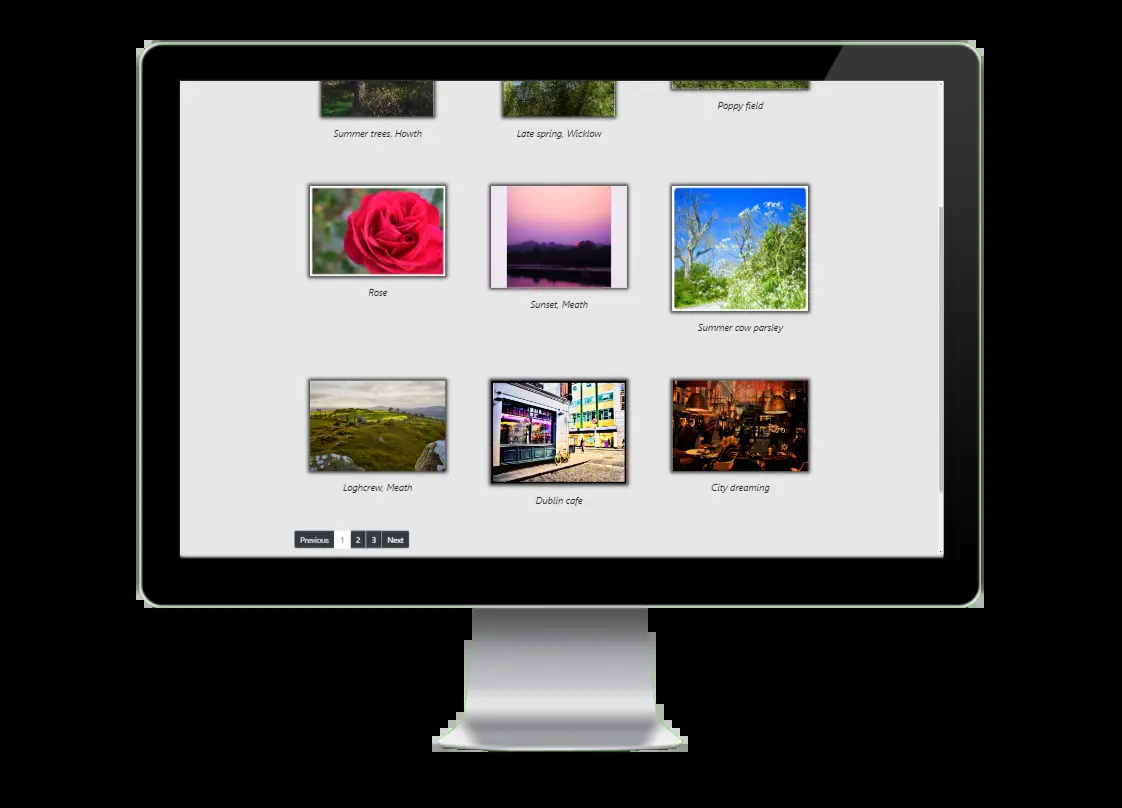 Poppy field
Summer trees, Howth
Late spring, Wicklow
Rose
Sunset, Meath
Summer cow parsley
Loghcrew, Meath
Dublin cafe
City dreaming
Previous 1 2 3 Next